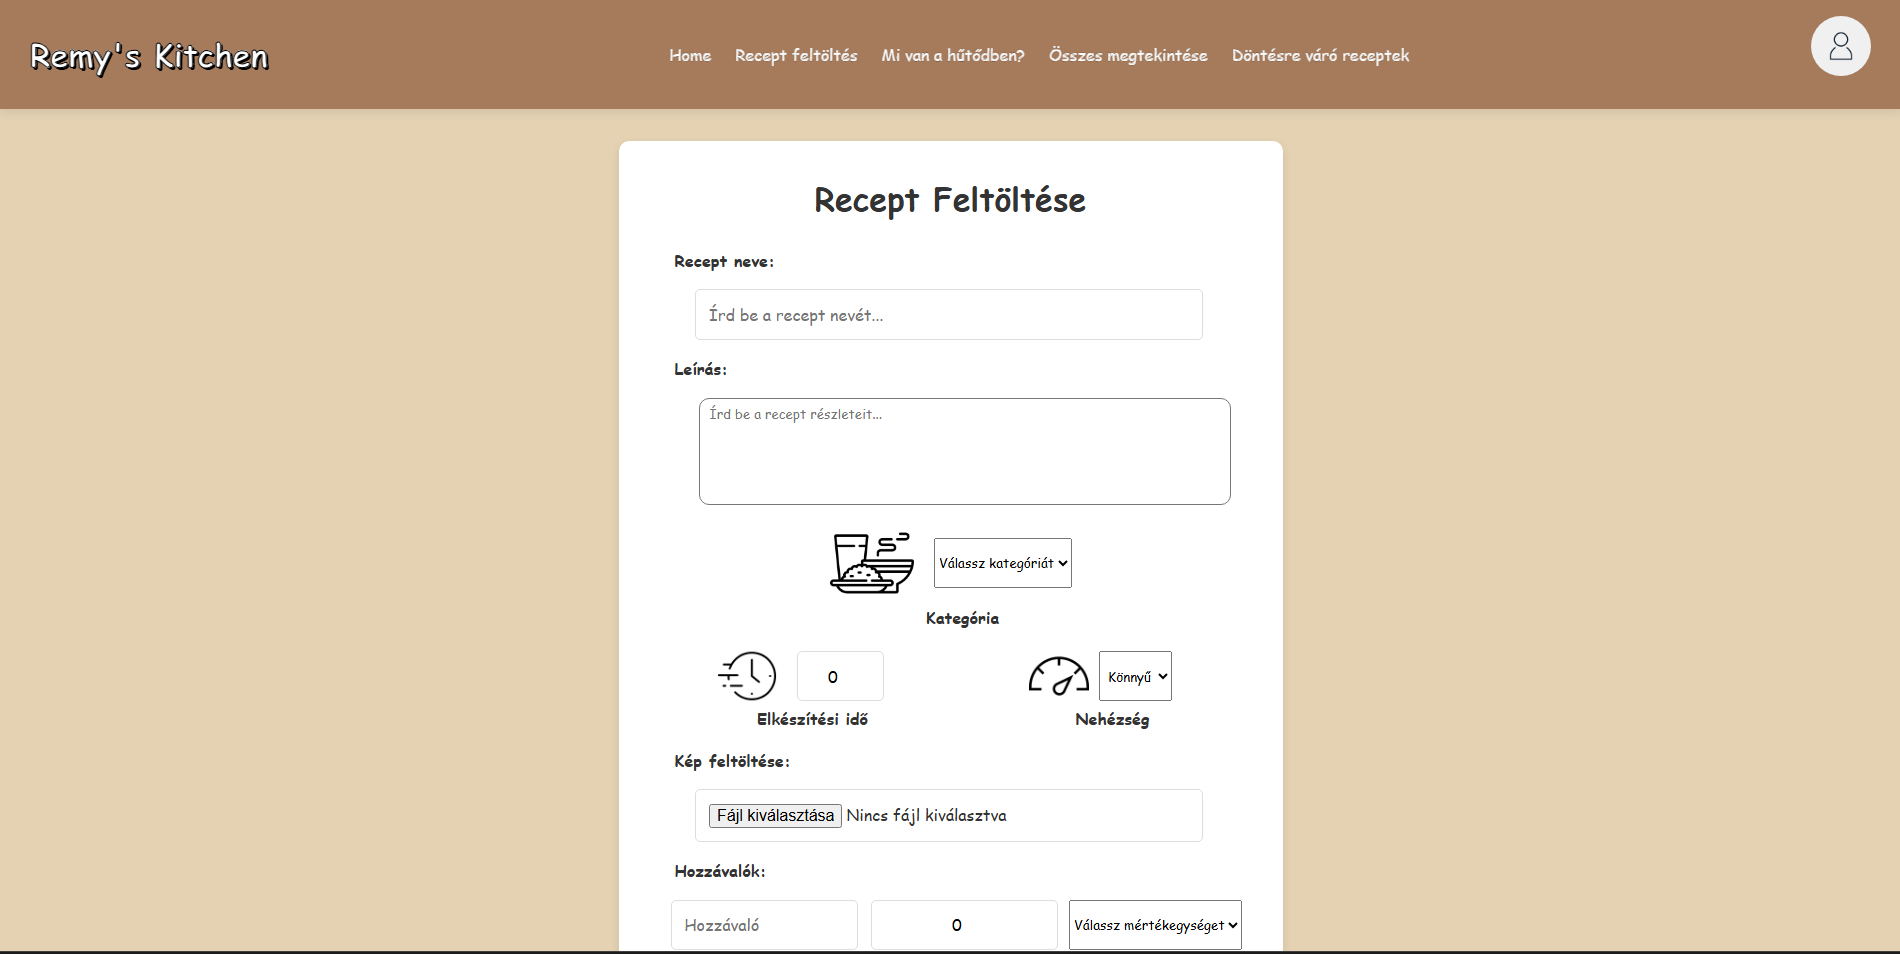 Remy's Kitchen
Home Recept feltöltés Mi van a hűtődben? Összes megtekintése Döntésre váró receptek
Recept Feltöltése
Recept neve:
Írd be a recept nevét...
Leírás:
Írd be a recept részleteit...
Válassz kategóriát
Kategória
0 Könnyű
Elkészítési idő Nehézség
Kép feltöltése:
Fájl kiválasztása Nincs fájl kiválasztva
Hozzávalók:
Hozzávaló 0 Válassz mértékegységet